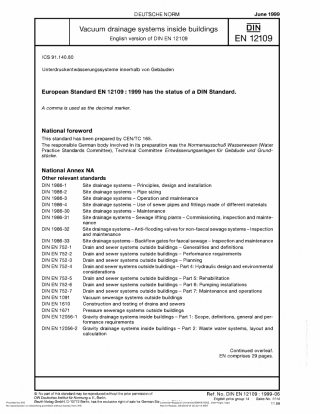 DEUTSCHE NORM
June 1999
Vacuum drainage systems inside buildings
English version of DIN EN 12109
DIN
EN 12109
ICS 91.140.80
Unterdruckentwässerungssysteme innerhalb von Gebäuden
European Standard EN 12109 : 1999 has the status of a DIN Standard.
A comma is used as the decimal marker.
National foreword
This standard has been prepared by CEN/TC 165.
The responsible German body involved in its preparation was the Normenausschuß Wasserwesen (Water
Practice Standards Committee), Technical Committee Entwässerungsanlagen für Gebäude und Grund-
stücke.
National Annex NA
Other relevant standards
DIN 1986-1 Site drainage systems – Principles, design and installation
DIN 1986-2 Site drainage systems – Pipe sizing
DIN 1986-3 Site drainage systems – Operation and maintenance
DIN 1986-4 Site drainage systems – Use of sewer pipes and fittings made of different materials
DIN 1986-30 Site drainage systems – Maintenance
DIN 1986-31 Site drainage systems – Sewage lifting plants – Commissioning, inspection and mainte-
nance
DIN 1986-32 Site drainage systems – Anti-flooding valves for non-faecal sewage systems – Inspection
and maintenance
DIN 1986-33 Site drainage systems – Backflow gates for faecal sewage – Inspection and maintenance
DIN EN 752-1 Drain and sewer systems outside buildings – Generalities and definitions
DIN EN 752-2 Drain and sewer systems outside buildings – Performance requirements
DIN EN 752-3 Drain and sewer systems outside buildings – Planning
DIN EN 752-4 Drain and sewer systems outside buildings – Part 4: Hydraulic design and environmental
considerations
DIN EN 752-5 Drain and sewer systems outside buildings – Part 5: Rehabilitation
DIN EN 752-6 Drain and sewer systems outside buildings – Part 6: Pumping installations
DIN EN 752-7 Drain and sewer systems outside buildings – Part 7: Maintenance and operations
DIN EN 1091 Vacuum sewerage systems outside buildings
DIN EN 1610 Construction and testing of drains and sewers
DIN EN 1671 Pressure sewerage systems outside buildings
DIN EN 12056-1 Gravity drainage systems inside buildings – Part 1: Scope, definitions, general and per-
formance requirements
DIN EN 12056-2 Gravity drainage systems inside buildings – Part 2: Waste water systems, layout and
calculation
Continued overleaf.
EN comprises 29 pages.
© No part of this standard may be reproduced without the prior permission of
DIN Deutsches Institut für Normung e. V., Berlin.
Beuth Verlag GmbH, D-10772 Berlin, has the exclusive right of sale for German
Ref. No. DIN EN 12109 : 1999-06
English price group 14 Sales No. 1114
11.99